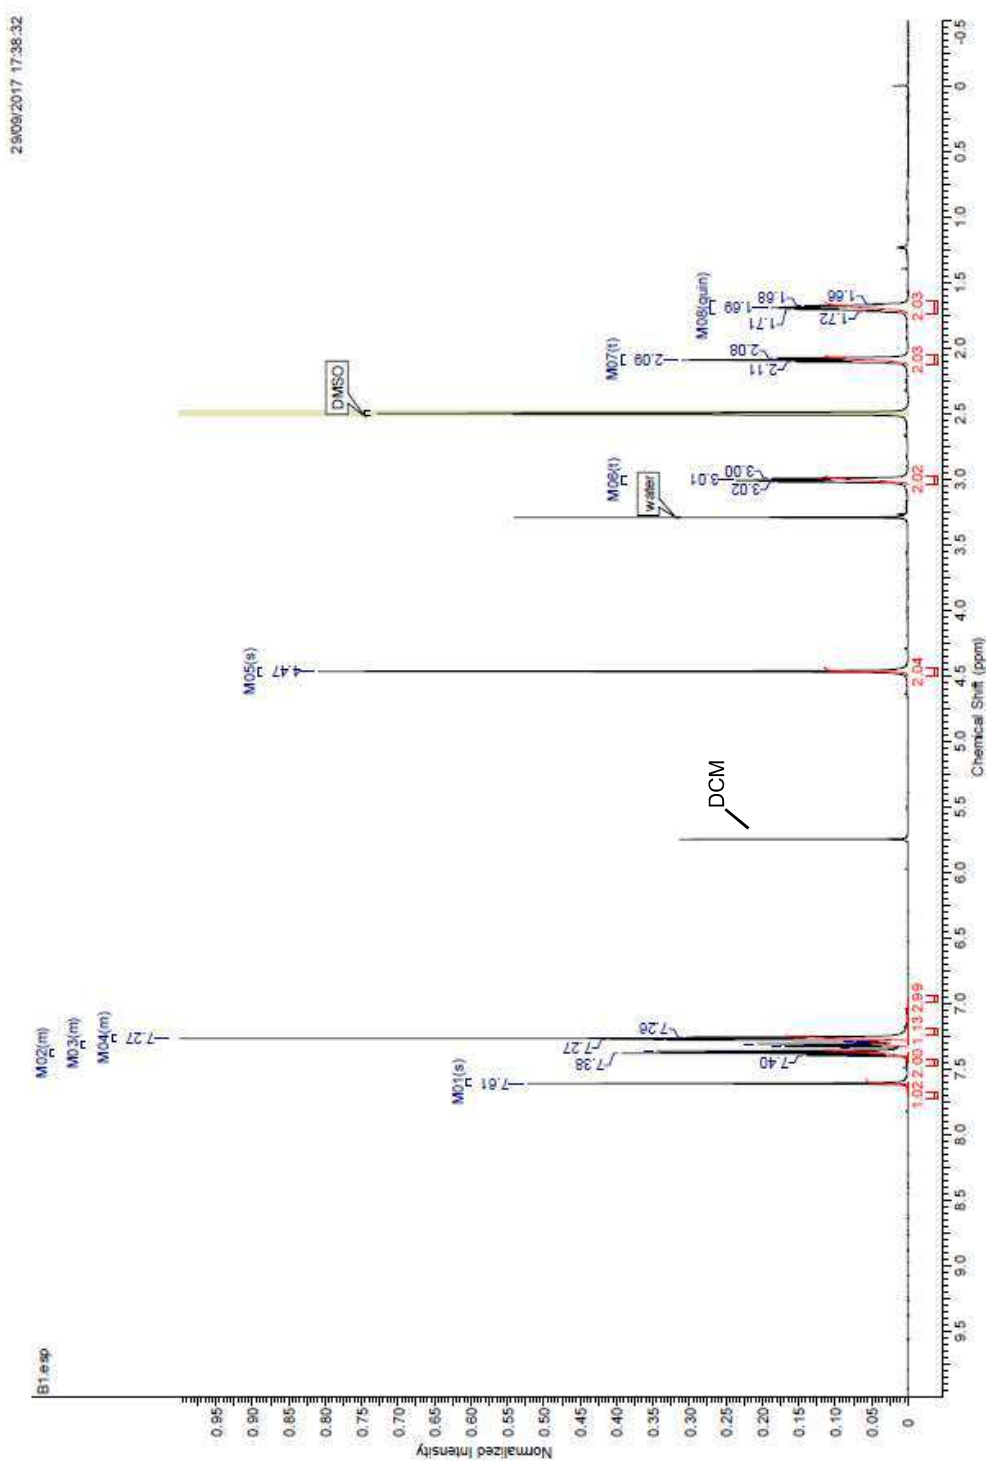 29/09/2017 17:38:32
B1.esp
M02(m)
M03(m)
M04(m)
7.27
7.26
7.27
7.38
7.40
M01(s)
7.61
DCM
M05(s)
4.47
water
M06(t)
3.00
3.01
3.02
DMSO
M07(t)
2.09
2.08
2.11
M08(quin)
1.68
1.69
1.71
1.66
1.72
1.02 2.00 1.13 2.99
2.04
2.02
2.03
2.03
Normalized Intensity
0.95
0.90
0.85
0.80
0.75
0.70
0.65
0.60
0.55
0.50
0.45
0.40
0.35
0.30
0.25
0.20
0.15
0.10
0.05
0
9.5 9.0 8.5 8.0 7.5 7.0 6.5 6.0 5.5 5.0 4.5 4.0 3.5 3.0 2.5 2.0 1.5 1.0 0.5 0 -0.5
Chemical Shift (ppm)